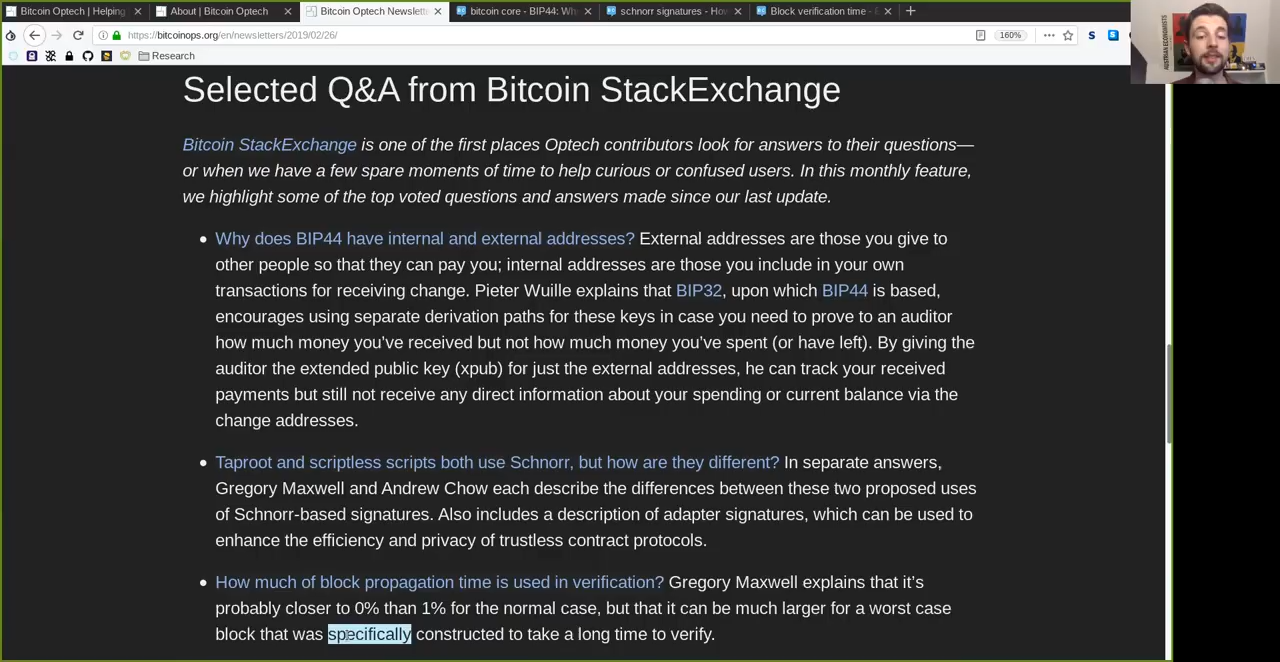 Bitcoin Optech | Helping
About | Bitcoin Optech
Bitcoin Optech Newslette
bitcoin core - BIP44: Wh
schnorr signatures - Ho
Block verification time -
https://bitcoinops.org/en/newsletters/2019/02/26/
160%
Research
Selected Q&A from Bitcoin StackExchange
Bitcoin StackExchange is one of the first places Optech contributors look for answers to their questions—
or when we have a few spare moments of time to help curious or confused users. In this monthly feature,
we highlight some of the top voted questions and answers made since our last update.
Why does BIP44 have internal and external addresses? External addresses are those you give to
other people so that they can pay you; internal addresses are those you include in your own
transactions for receiving change. Pieter Wuille explains that BIP32, upon which BIP44 is based,
encourages using separate derivation paths for these keys in case you need to prove to an auditor
how much money you've received but not how much money you've spent (or have left). By giving the
auditor the extended public key (xpub) for just the external addresses, he can track your received
payments but still not receive any direct information about your spending or current balance via the
change addresses.
Taproot and scriptless scripts both use Schnorr, but how are they different? In separate answers,
Gregory Maxwell and Andrew Chow each describe the differences between these two proposed uses
of Schnorr-based signatures. Also includes a description of adapter signatures, which can be used to
enhance the efficiency and privacy of trustless contract protocols.
How much of block propagation time is used in verification? Gregory Maxwell explains that it's
probably closer to 0% than 1% for the normal case, but that it can be much larger for a worst case
block that was specifically constructed to take a long time to verify.
AUSTRIAN ECONOMISTS